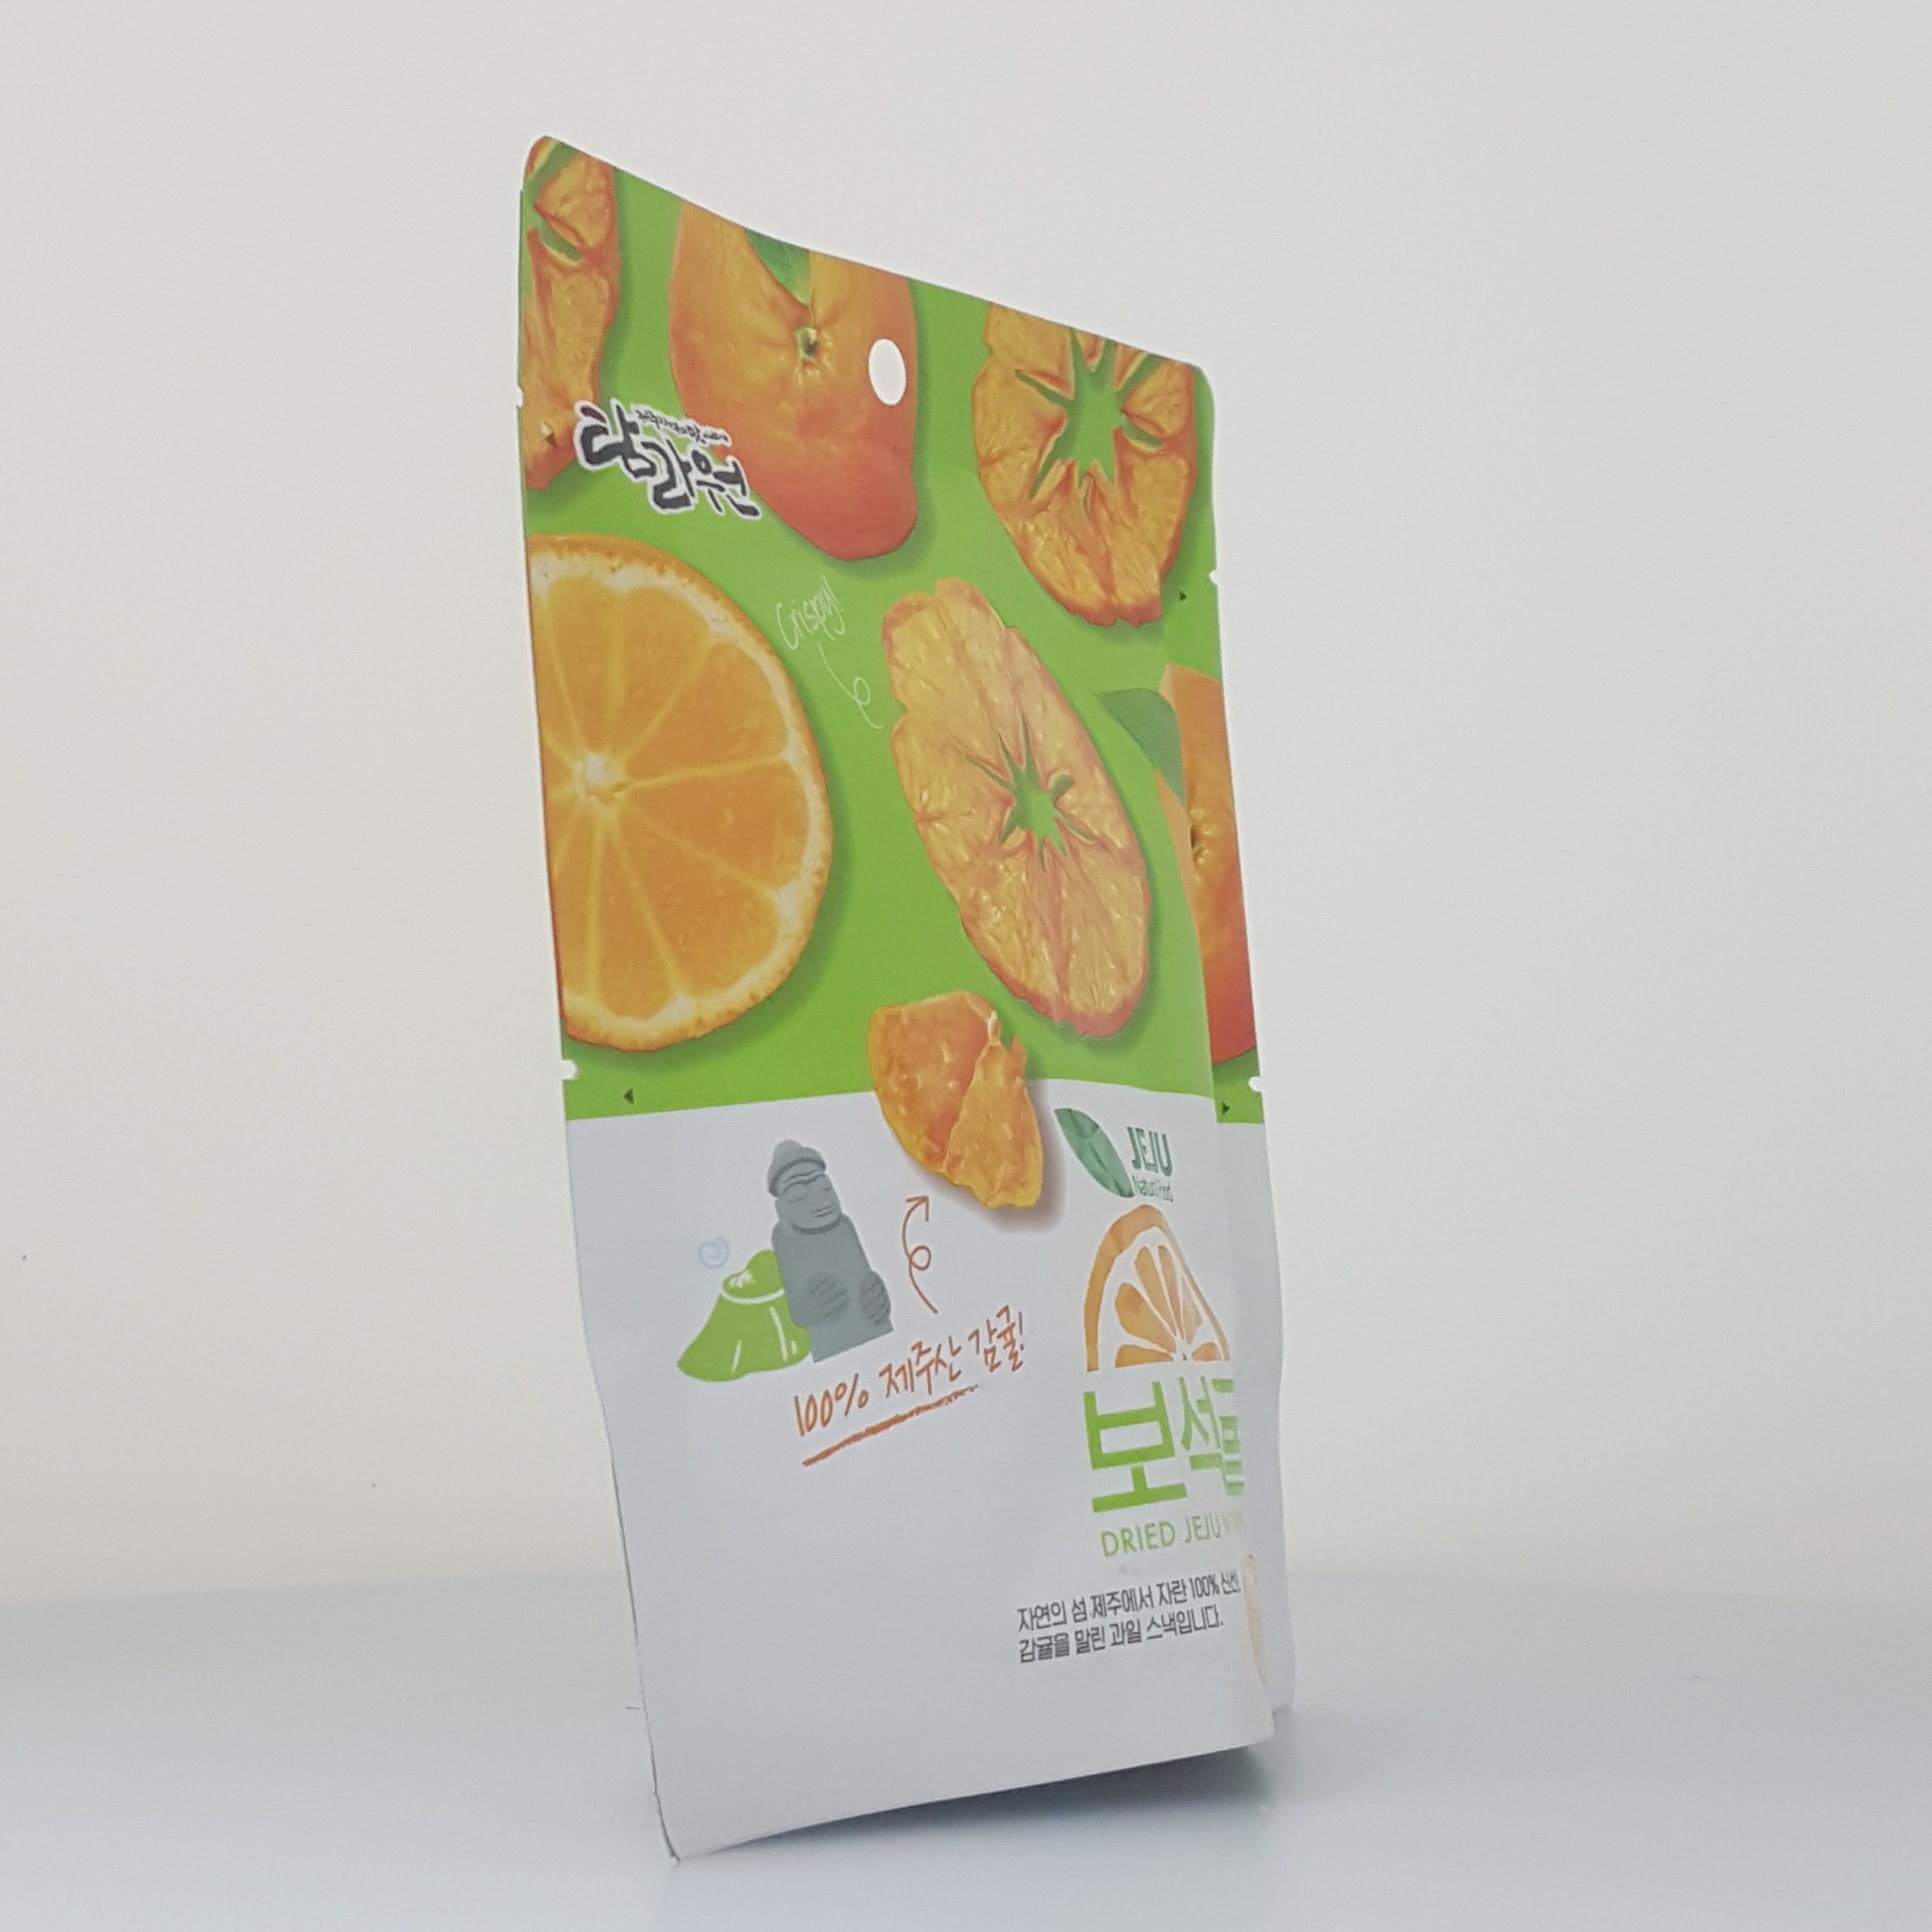 탐라원
Crispy!
JEJU
Nature Food
100% 제주산 감귤!
보석귤
DRIED JEJU
자연의 섬 제주에서 자란 100% 신선
감귤을 말린 과일 스낵입니다.